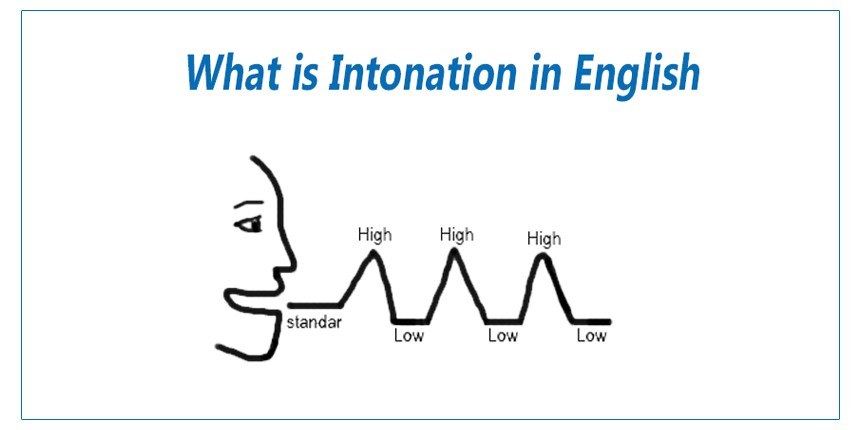 What is Intonation in English
High High High
standar
Low Low Low